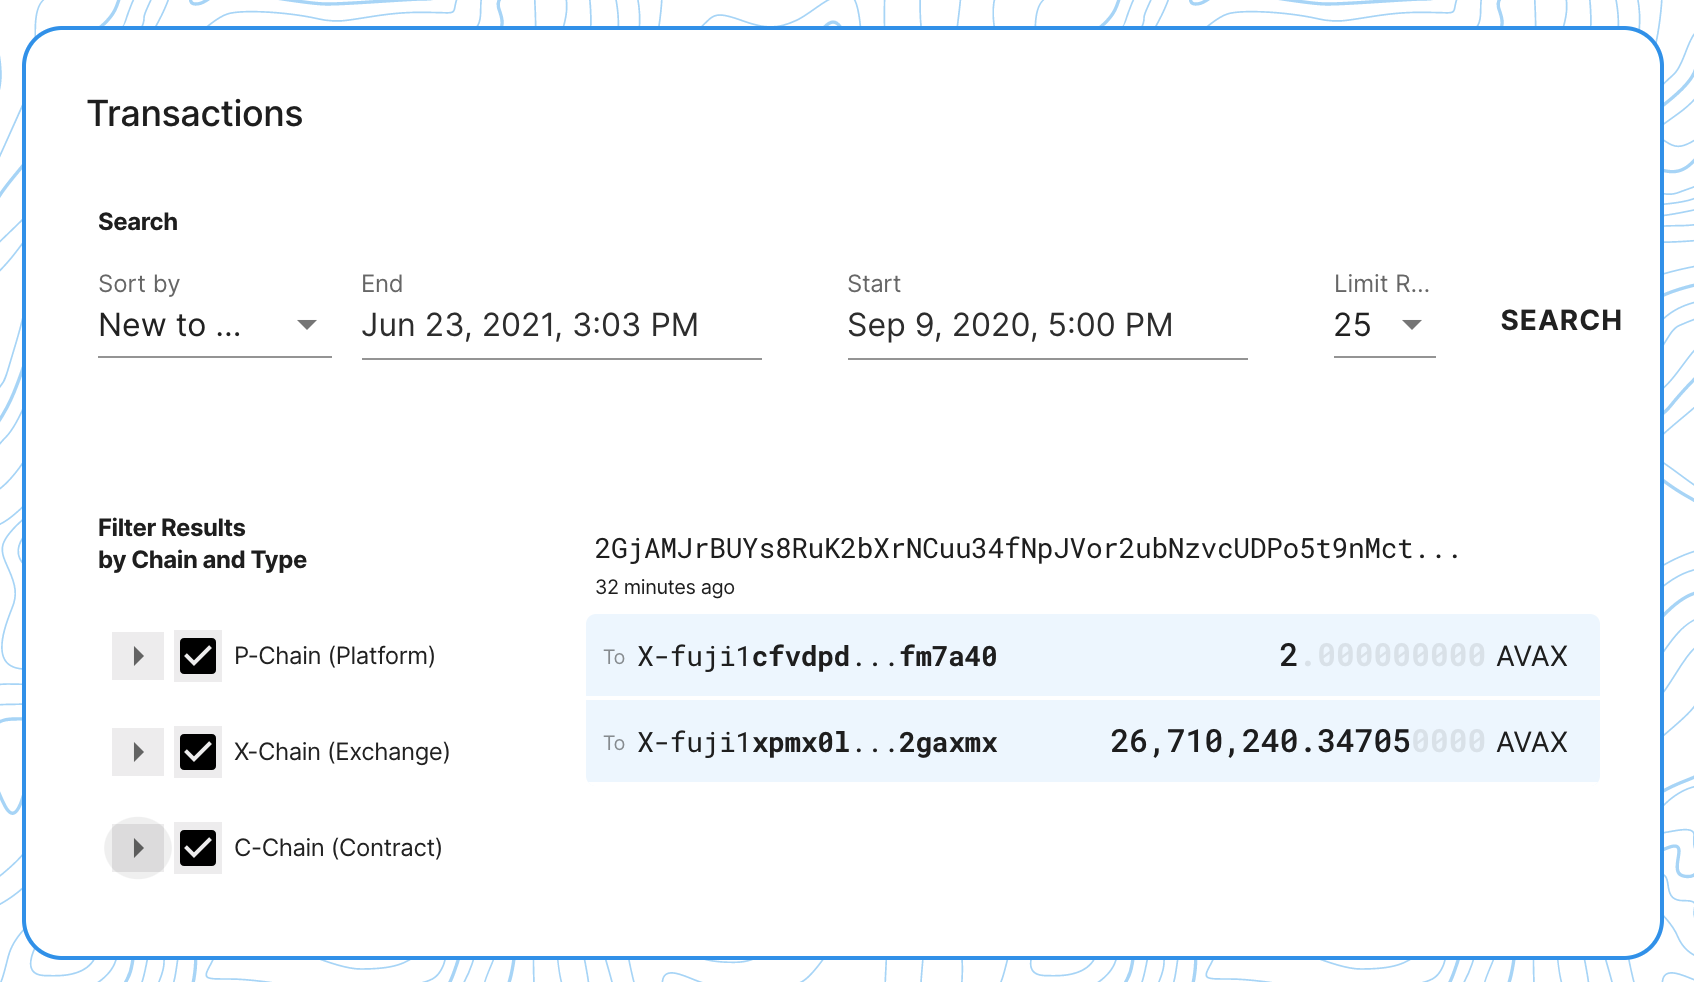 Transactions
Search
Sort by End Start Limit R...
New to ... Jun 23, 2021, 3:03 PM Sep 9, 2020, 5:00 PM 25 SEARCH
Filter Results
by Chain and Type
2GjAMJrBUYs8RuK2bXrNCuu34fNpJVor2ubNzvcUDPo5t9nMct...
32 minutes ago
P-Chain (Platform)
To X-fuji1cfvdpd...fm7a40 2.000000000 AVAX
X-Chain (Exchange)
To X-fuji1xpmx0l...2gaxmx 26,710,240.347050000 AVAX
C-Chain (Contract)